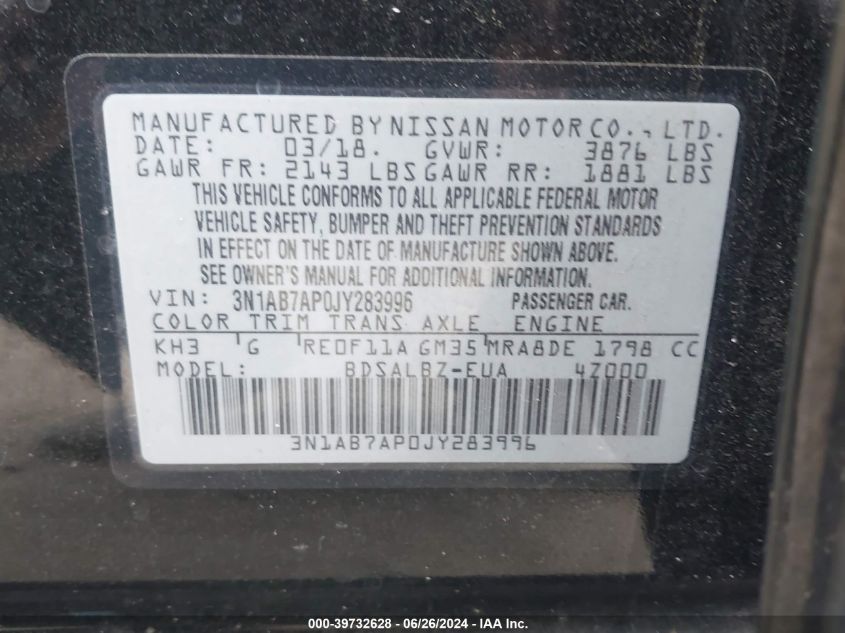 MANUFACTURED BY NISSAN MOTOR CO., LTD.
DATE: 03/18. GVWR: 3876 LBS
GAWR FR: 2143 LBS GAWR RR: 1881 LBS
THIS VEHICLE CONFORMS TO ALL APPLICABLE FEDERAL MOTOR
VEHICLE SAFETY, BUMPER AND THEFT PREVENTION STANDARDS
IN EFFECT ON THE DATE OF MANUFACTURE SHOWN ABOVE.
SEE OWNER'S MANUAL FOR ADDITIONAL INFORMATION.
VIN: 3N1AB7AP0JY283996 PASSENGER CAR.
COLOR TRIM TRANS AXLE ENGINE
KH3 G RE0F11A GM35 MRA8DE 1798 CC
MODEL: BDSALBZ-EUA 4Z000
3N1AB7AP0JY283996
000-39732628 - 06/26/2024 - IAA Inc.